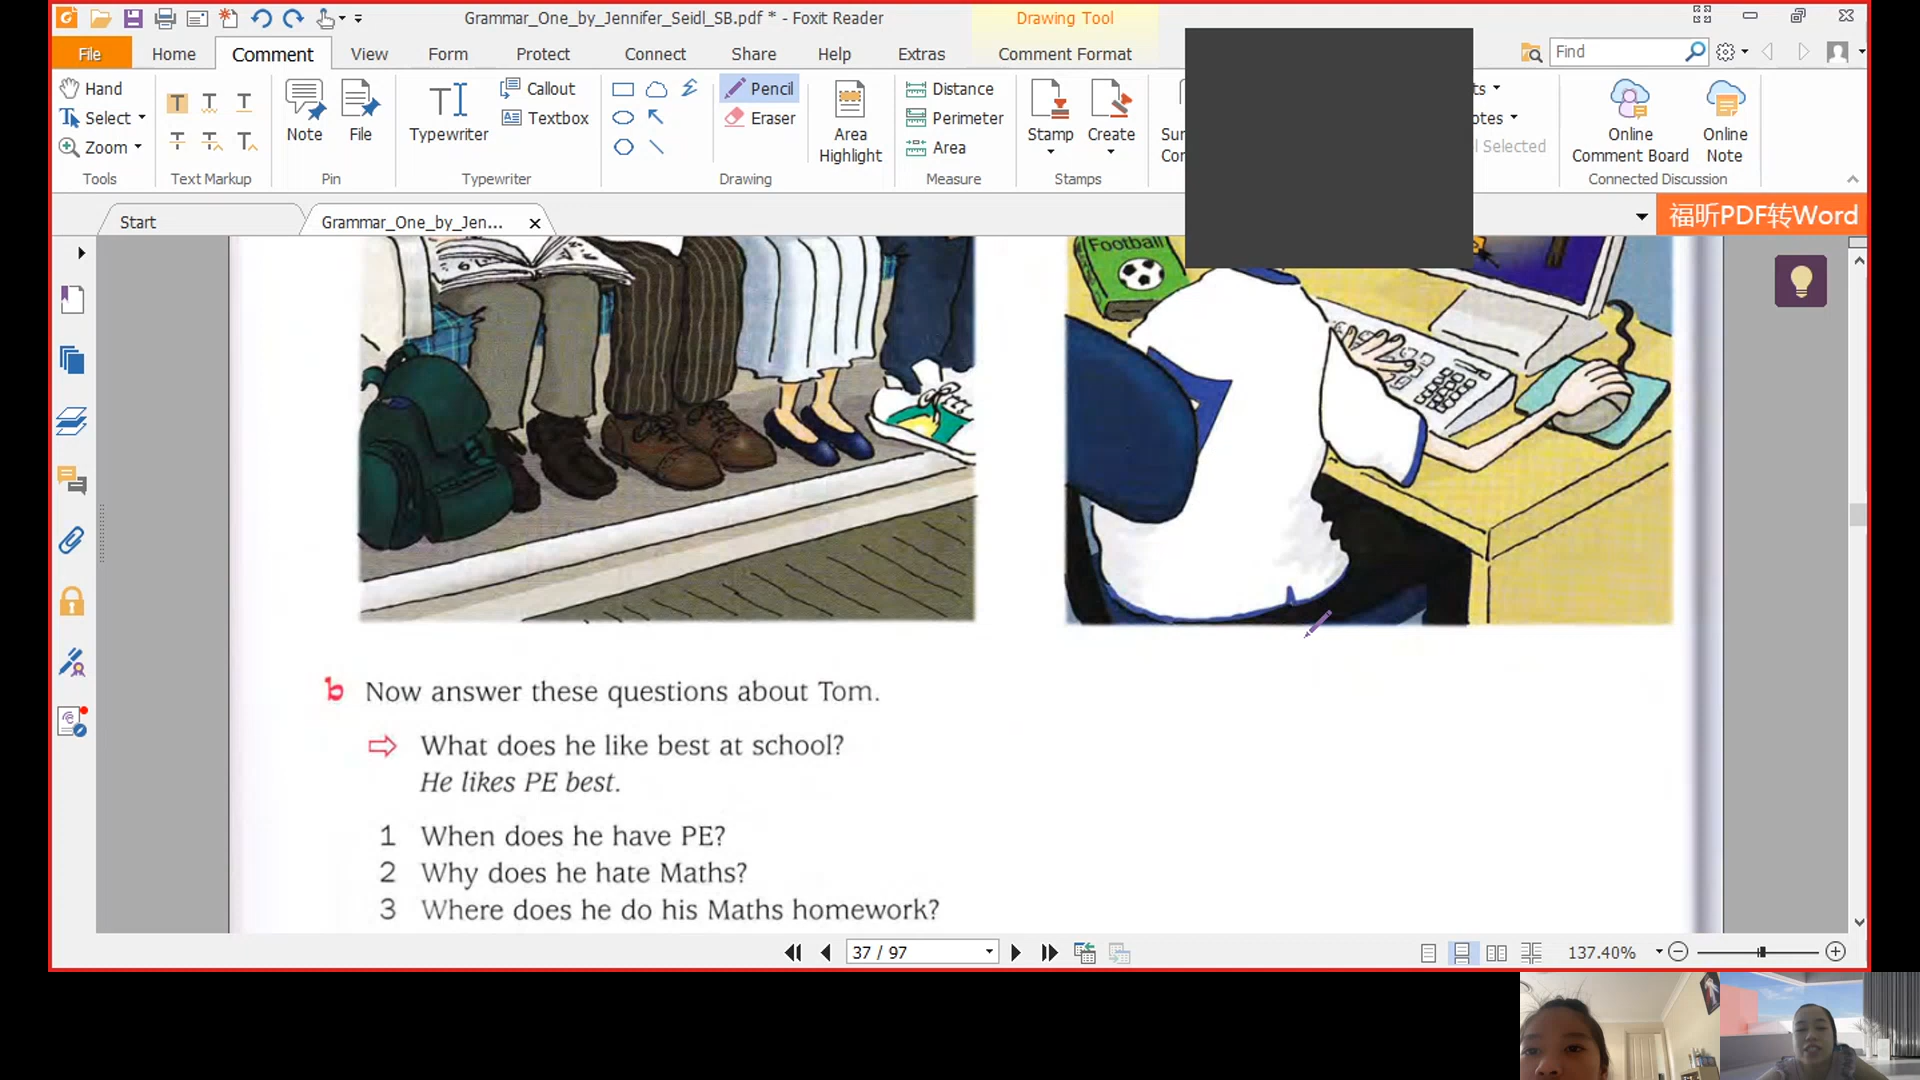 Grammar_One_by_Jennifer_Seidl_SB.pdf * - Foxit Reader
Drawing Tool
File
Home
Comment
View
Form
Protect
Connect
Share
Help
Extras
Comment Format
Find
Hand
Select
Zoom
Tools
Text Markup
Note
File
Pin
Typewriter
Callout
Textbox
Typewriter
Pencil
Eraser
Drawing
Area
Highlight
Distance
Perimeter
Area
Measure
Stamp
Create
Stamps
Selected
Online
Comment Board
Online
Note
Connected Discussion
Start
Grammar_One_by_Jen...
福昕PDF转Word
Football
b Now answer these questions about Tom.
What does he like best at school?
He likes PE best.
1 When does he have PE?
2 Why does he hate Maths?
3 Where does he do his Maths homework?
37 / 97
137.40%